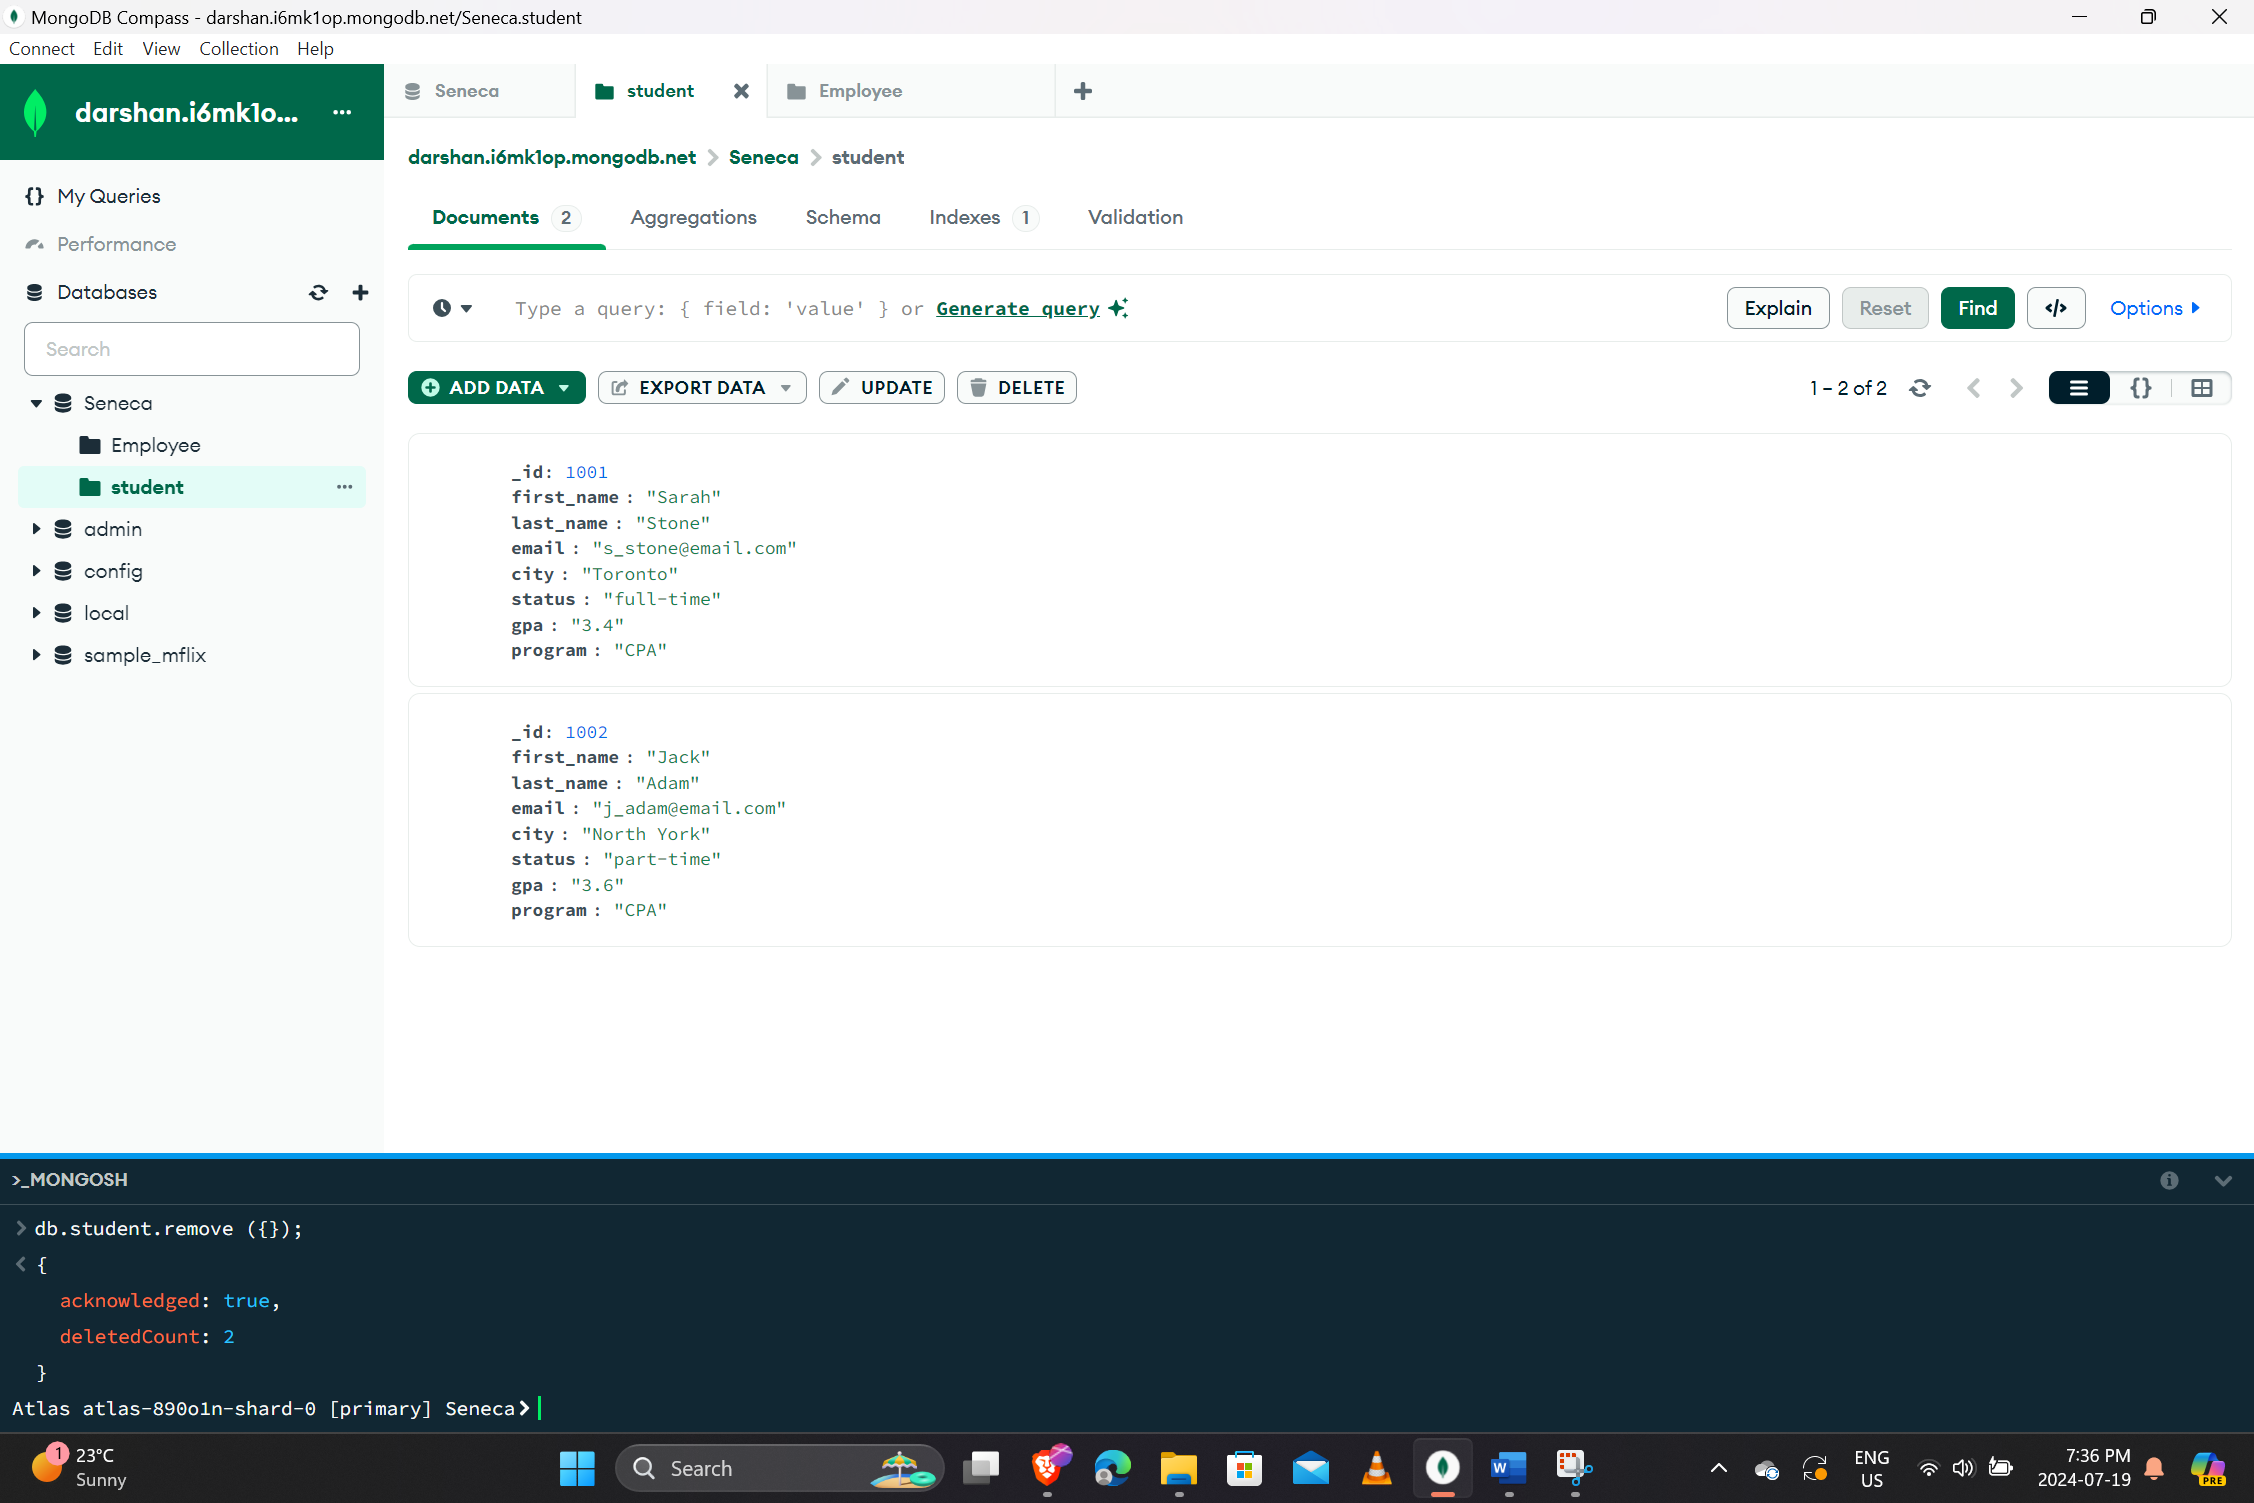 MongoDB Compass - darshan.i6mk1op.mongodb.net/Seneca.student
Connect Edit View Collection Help
darshan.i6mk1o... ...
Seneca student Employee
darshan.i6mk1op.mongodb.net > Seneca > student
{} My Queries
Documents 2 Aggregations Schema Indexes 1 Validation
Performance
Databases
Type a query: { field: 'value' } or Generate query
Explain Reset Find </> Options
Search
ADD DATA EXPORT DATA UPDATE DELETE 1 – 2 of 2 {}
Seneca
Employee
student ...
admin
config
local
sample_mflix
_id: 1001
first_name : "Sarah"
last_name : "Stone"
email : "s_stone@email.com"
city : "Toronto"
status : "full-time"
gpa : "3.4"
program : "CPA"
_id: 1002
first_name : "Jack"
last_name : "Adam"
email : "j_adam@email.com"
city : "North York"
status : "part-time"
gpa : "3.6"
program : "CPA"
>_MONGOSH
> db.student.remove ({});
< {
acknowledged: true,
deletedCount: 2
}
Atlas atlas-890o1n-shard-0 [primary] Seneca>
1 23°C
Sunny
Search
W
ENG
US
7:36 PM
2024-07-19
PRE